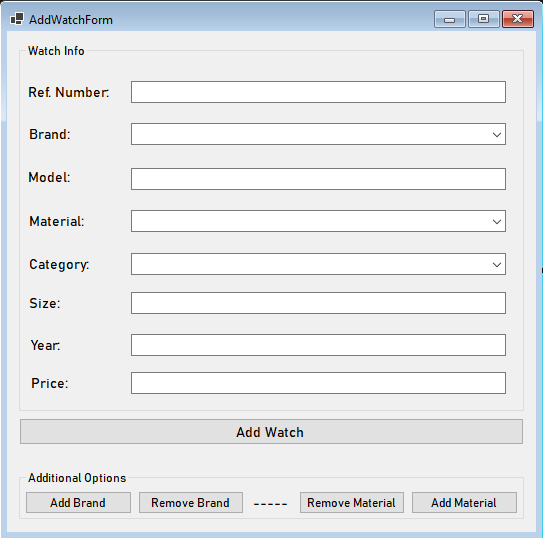 AddWatchForm
Watch Info
Ref. Number:
Brand:
Model:
Material:
Category:
Size:
Year:
Price:
Add Watch
Additional Options
Add Brand Remove Brand ----- Remove Material Add Material